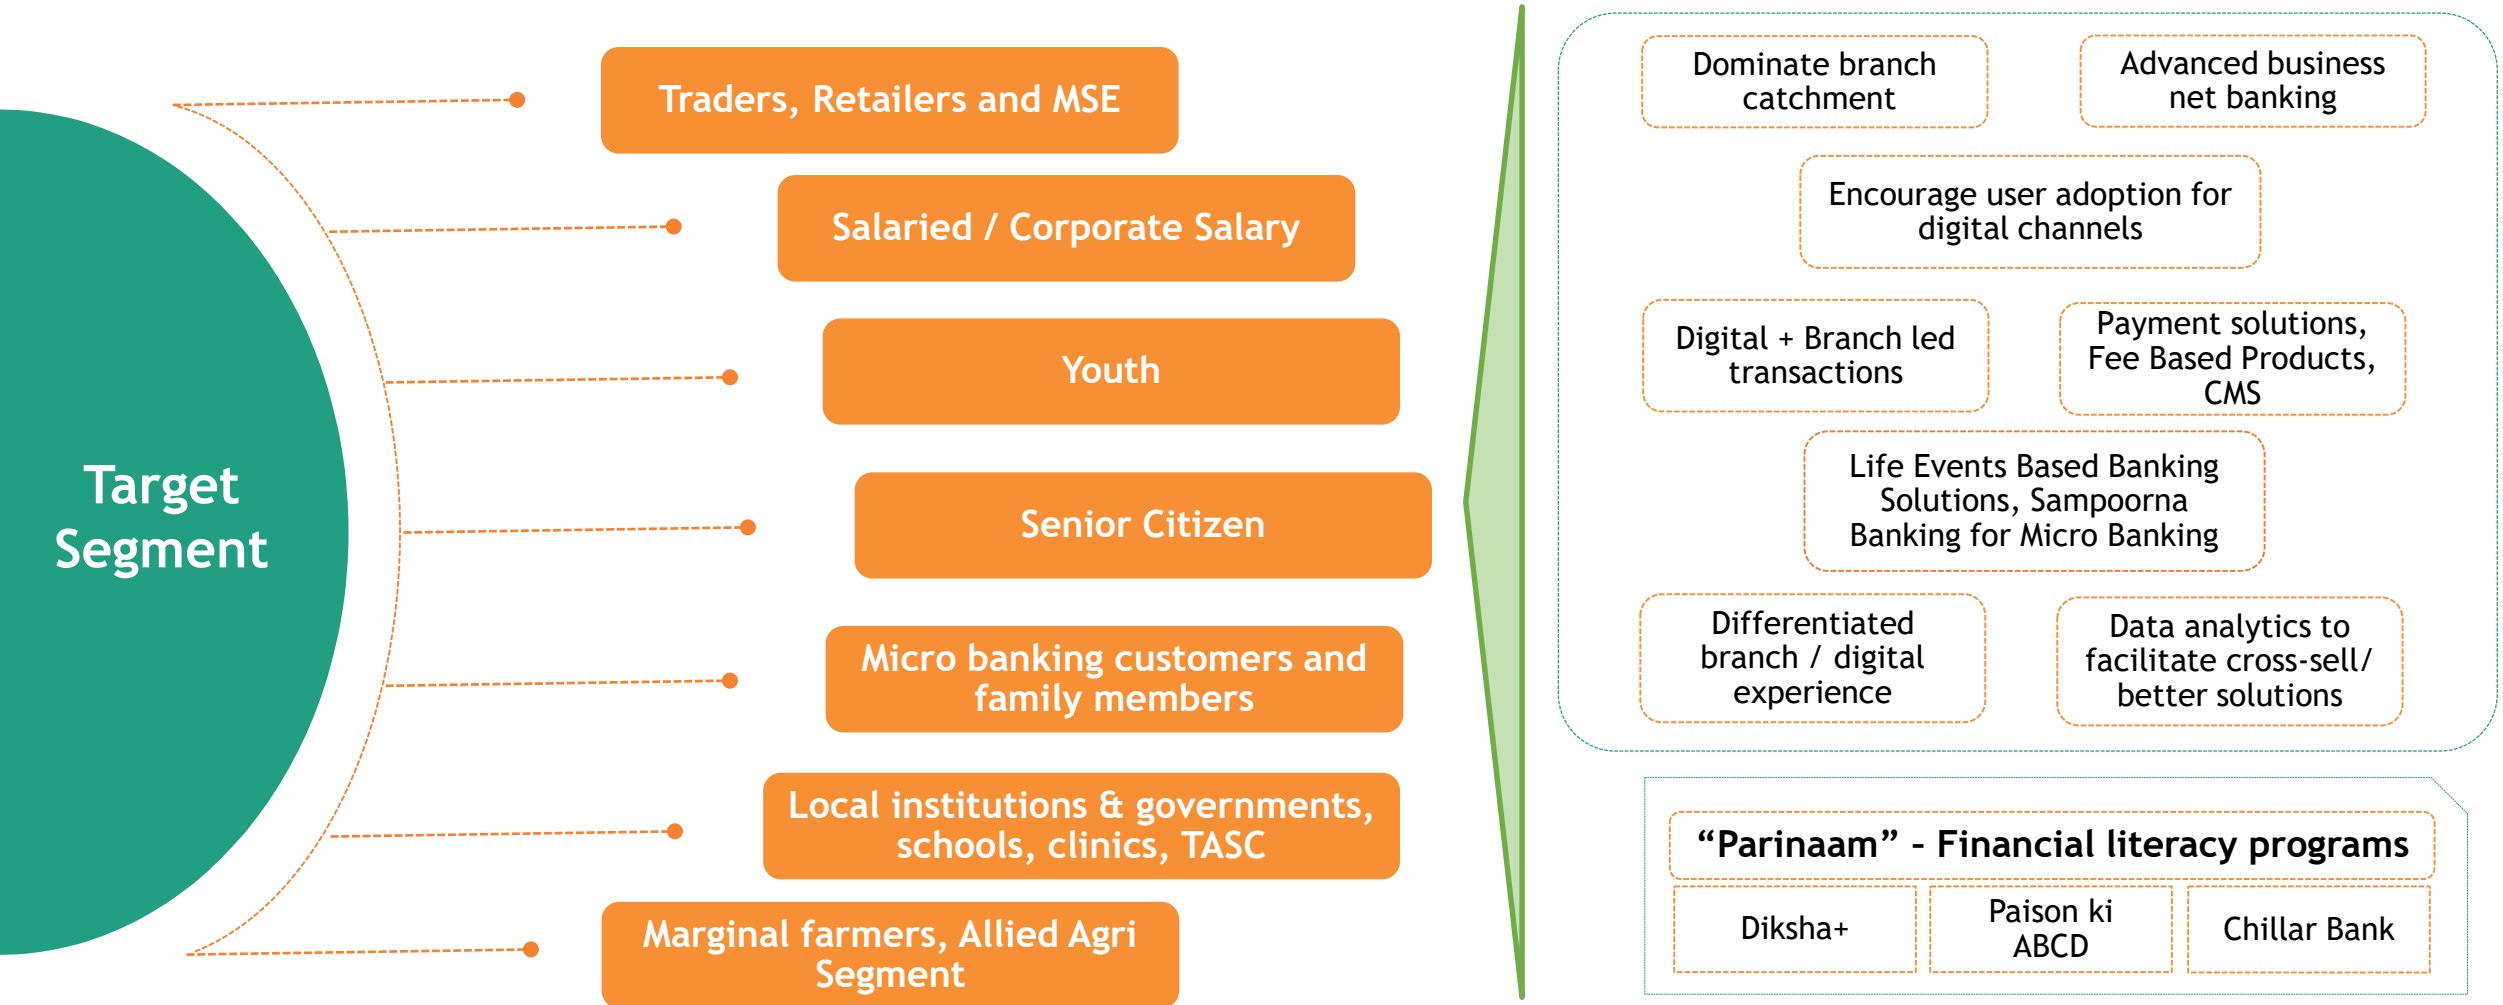 Target
Segment
Traders, Retailers and MSE
Salaried / Corporate Salary
Youth
Senior Citizen
Micro banking customers and
family members
Local institutions & governments,
schools, clinics, TASC
Marginal farmers, Allied Agri
Segment
Dominate branch
catchment
Advanced business
net banking
Encourage user adoption for
digital channels
Digital + Branch led
transactions
Payment solutions,
Fee Based Products,
CMS
Life Events Based Banking
Solutions, Sampoorna
Banking for Micro Banking
Differentiated
branch / digital
experience
Data analytics to
facilitate cross-sell/
better solutions
“Parinaam” – Financial literacy programs
Diksha+
Paison ki
ABCD
Chillar Bank